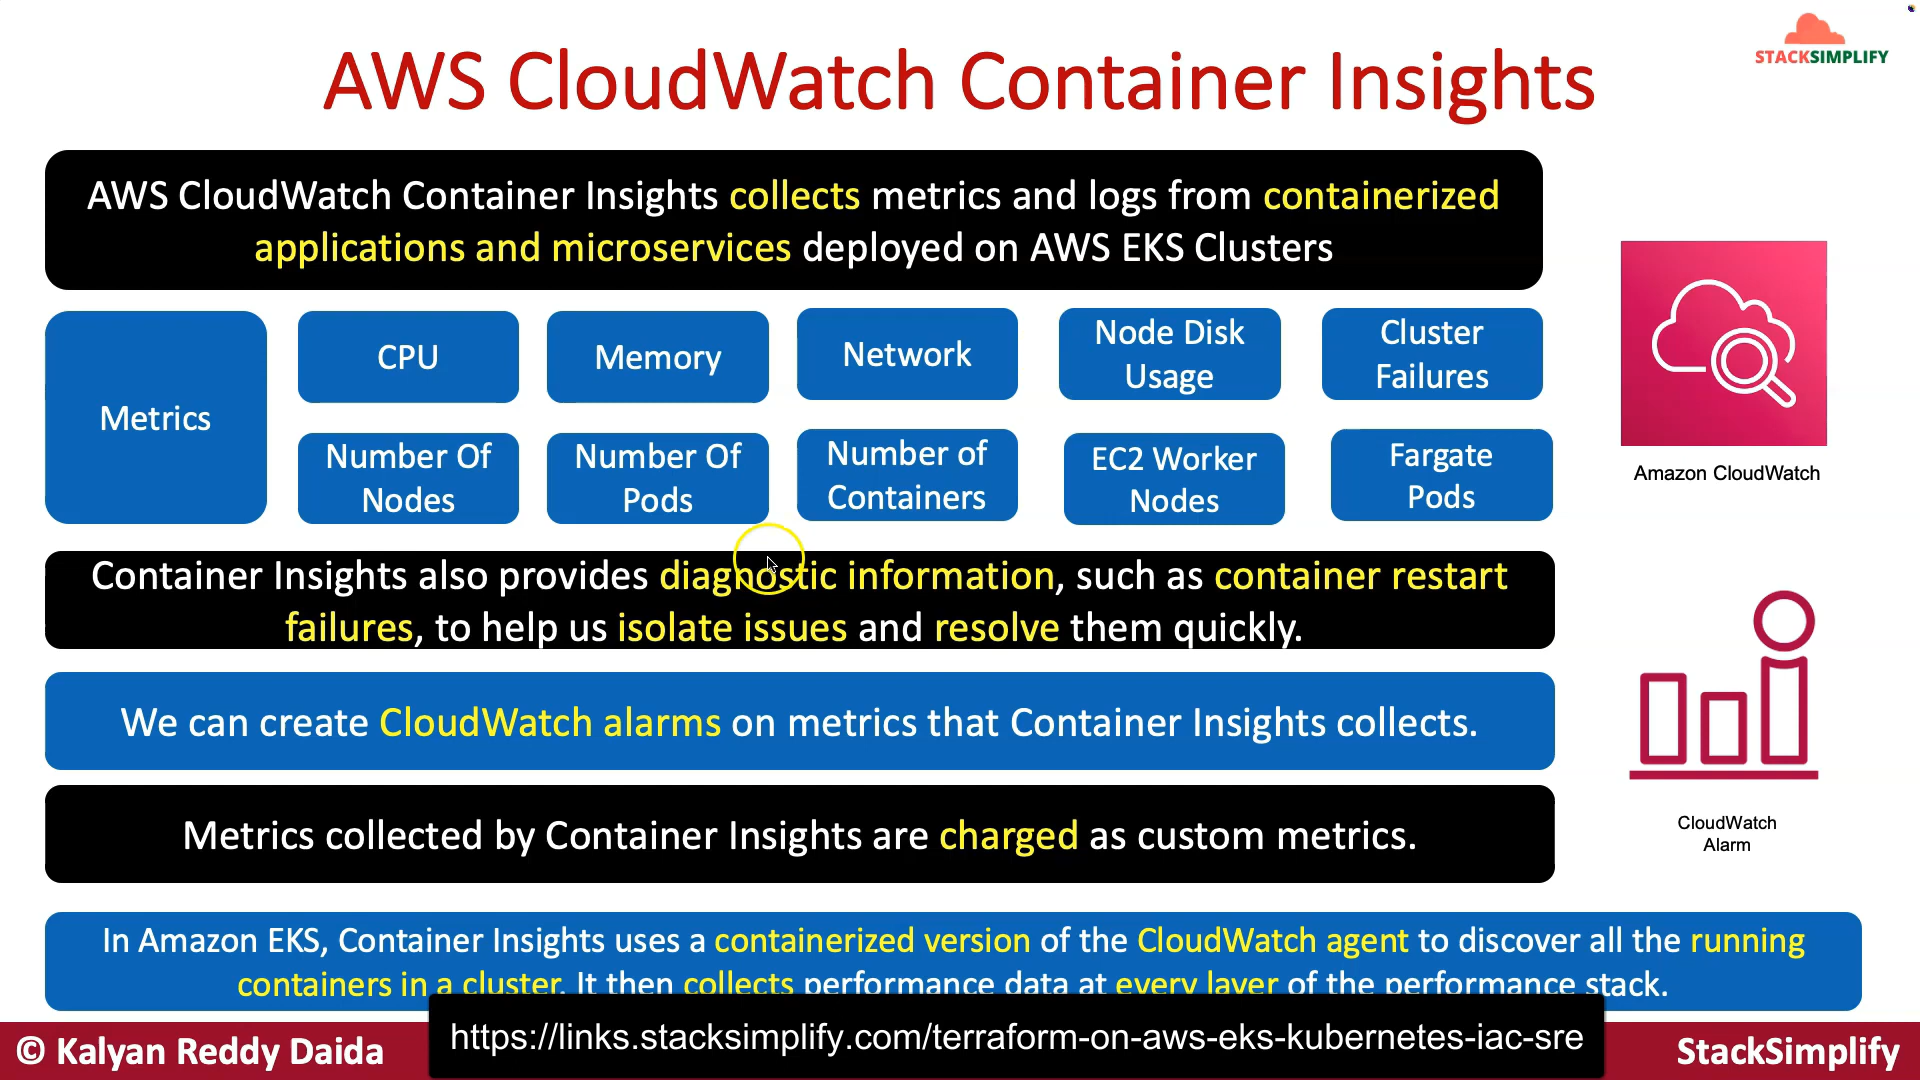 STACKSIMPLIFY
AWS CloudWatch Container Insights
AWS CloudWatch Container Insights collects metrics and logs from containerized
applications and microservices deployed on AWS EKS Clusters
Metrics
CPU
Memory
Network
Node Disk
Usage
Cluster
Failures
Number Of
Nodes
Number Of
Pods
Number of
Containers
EC2 Worker
Nodes
Fargate
Pods
Amazon CloudWatch
Container Insights also provides diagnostic information, such as container restart
failures, to help us isolate issues and resolve them quickly.
We can create CloudWatch alarms on metrics that Container Insights collects.
Metrics collected by Container Insights are charged as custom metrics.
CloudWatch
Alarm
In Amazon EKS, Container Insights uses a containerized version of the CloudWatch agent to discover all the running
containers in a cluster. It then collects performance data at every layer of the performance stack.
© Kalyan Reddy Daida
https://links.stacksimplify.com/terraform-on-aws-eks-kubernetes-iac-sre
StackSimplify